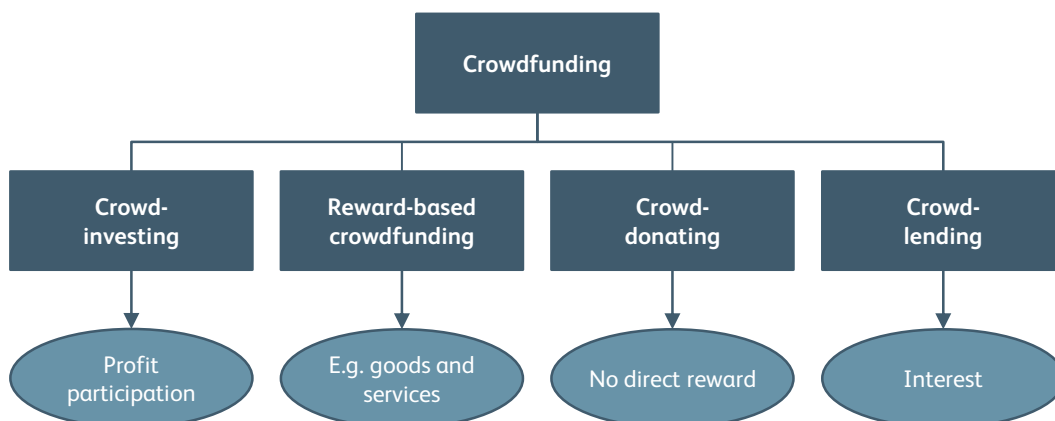 Crowdfunding
Crowd-
investing
Reward-based
crowdfunding
Crowd-
donating
Crowd-
lending
Profit
participation
E.g. goods and
services
No direct reward
Interest